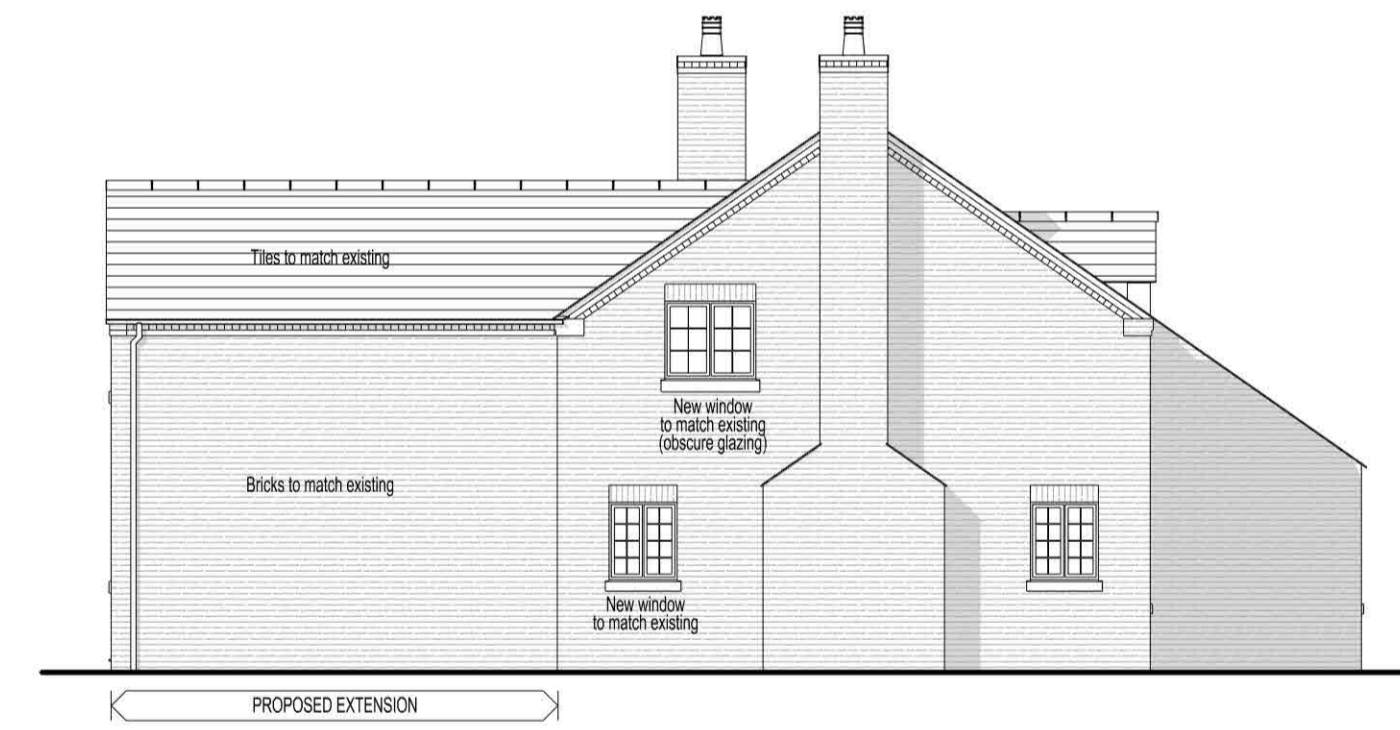 Tiles to match existing
New window
to match existing
(obscure glazing)
Bricks to match existing
New window
to match existing
PROPOSED EXTENSION